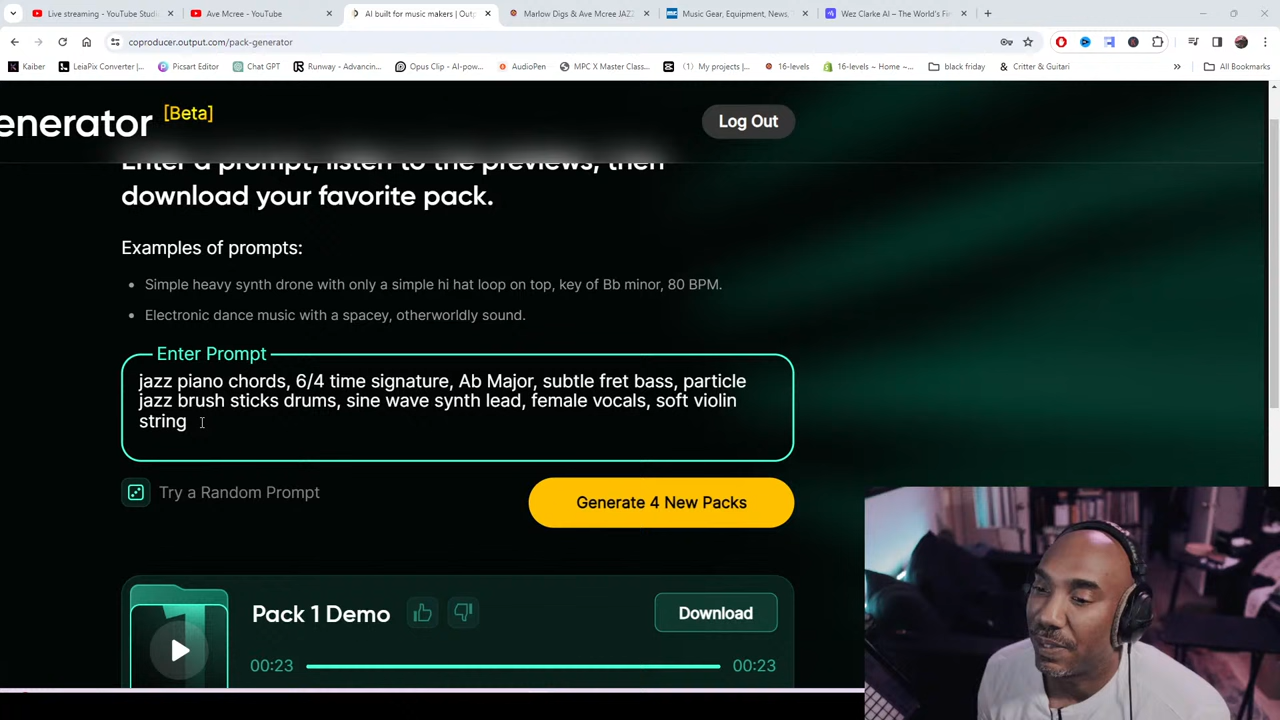 Live streaming - YouTube Studi
Ave Mcree - YouTube
AI built for music makers | Outp
Marlow Digs & Ave Mcree JAZZ
Music Gear, Equipment, News,
Wez Clarke AI – The World's Fi
coproducer.output.com/pack-generator
Kaiber
LeiaPix Converter |...
Picsart Editor
Chat GPT
Runway - Advancin...
Opus Clip - AI-pow...
AudioPen
MPC X Master Class...
(1) My projects |...
16-levels
16-levels ~ Home ~...
black friday
Critter & Guitari
All Bookmarks
enerator [Beta]
Log Out
Enter a prompt, listen to the previews, then
download your favorite pack.
Examples of prompts:
Simple heavy synth drone with only a simple hi hat loop on top, key of Bb minor, 80 BPM.
Electronic dance music with a spacey, otherworldly sound.
Enter Prompt
jazz piano chords, 6/4 time signature, Ab Major, subtle fret bass, particle
jazz brush sticks drums, sine wave synth lead, female vocals, soft violin
string
Try a Random Prompt
Generate 4 New Packs
1
Pack 1 Demo
Download
00:23
00:23